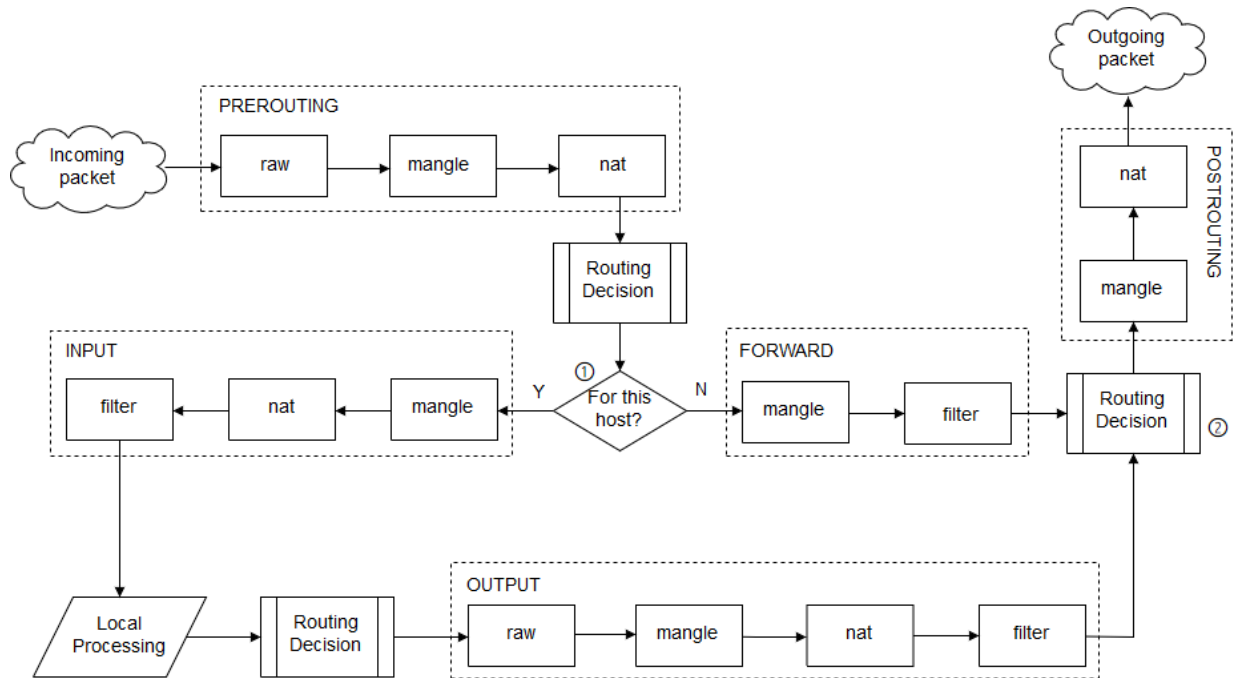 Outgoing
packet
PREROUTING
Incoming
packet
raw
mangle
nat
POSTROUTING
nat
mangle
Routing
Decision
INPUT
filter
nat
mangle
Y
①
For this
host?
N
FORWARD
mangle
filter
Routing
Decision
②
Local
Processing
Routing
Decision
OUTPUT
raw
mangle
nat
filter